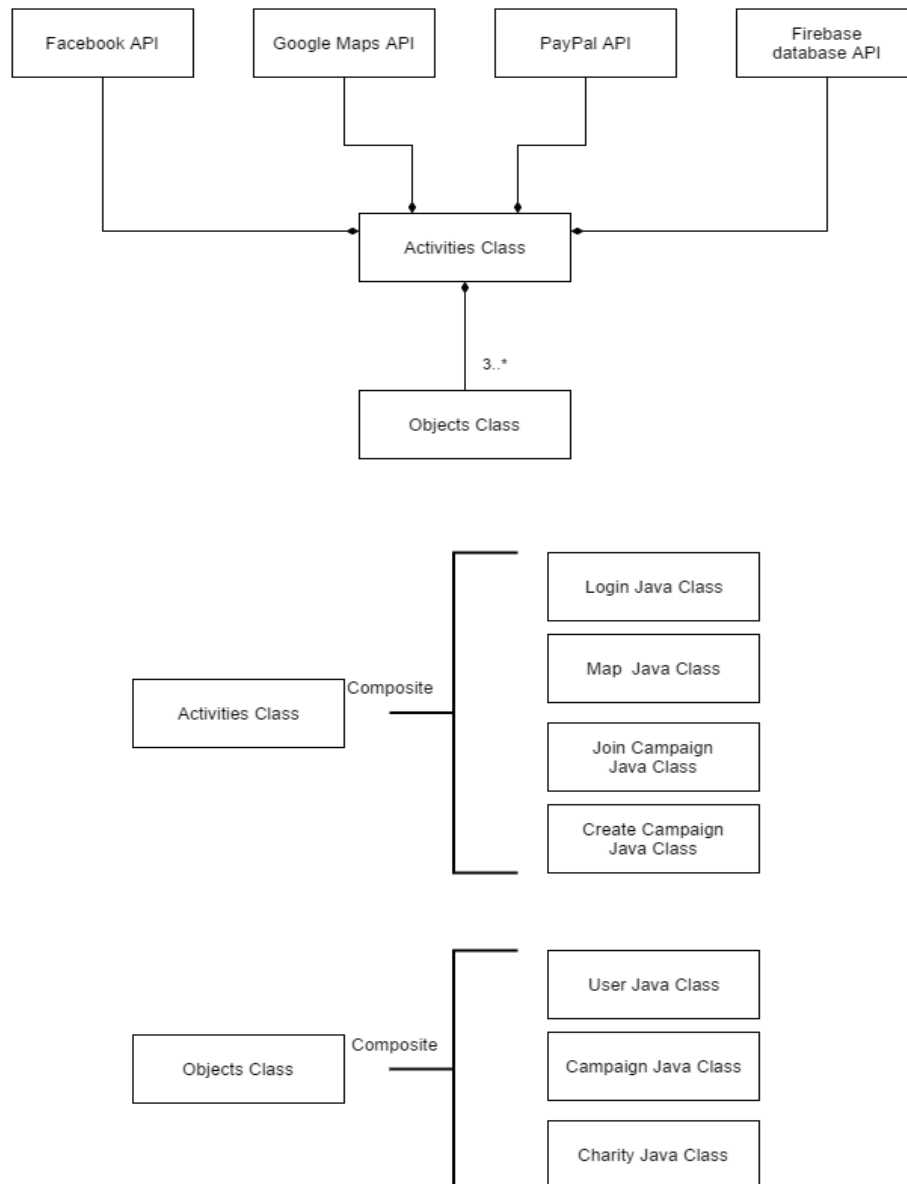 Facebook API
Google Maps API
PayPal API
Firebase
database API
Activities Class
3..*
Objects Class
Login Java Class
Map Java Class
Composite
Activities Class
Join Campaign
Java Class
Create Campaign
Java Class
User Java Class
Composite
Objects Class
Campaign Java Class
Charity Java Class